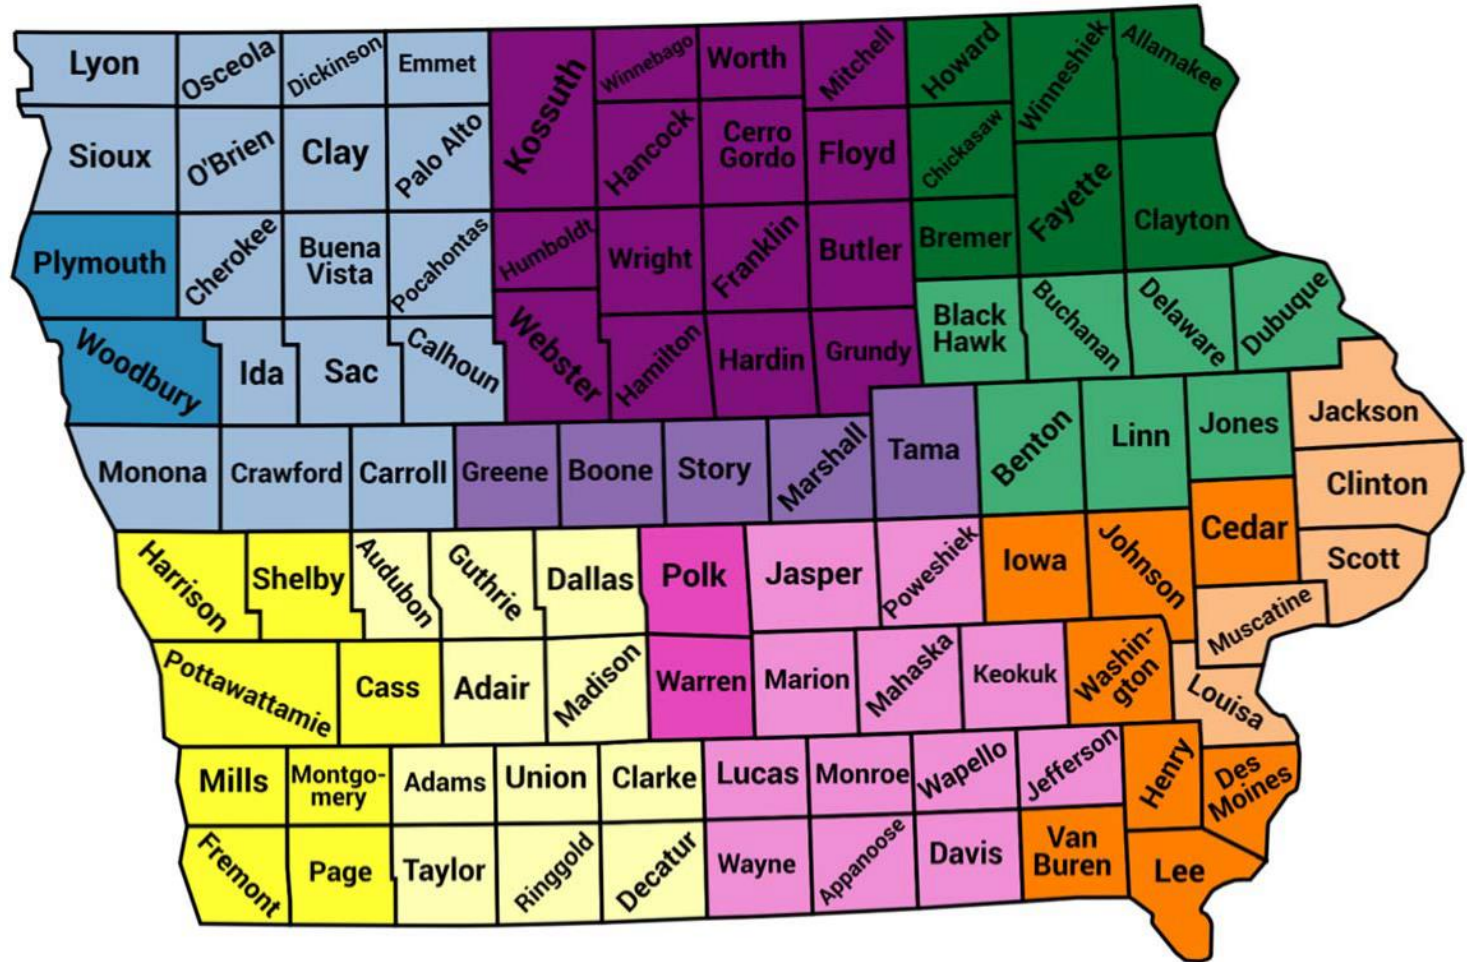 Lyon
Osceola
Dickinson
Emmet
Kossuth
Winnebago
Worth
Mitchell
Howard
Winneshiek
Allamakee
Sioux
O'Brien
Clay
Palo Alto
Hancock
Cerro
Gordo
Floyd
Chickasaw
Plymouth
Cherokee
Buena
Vista
Pocahontas
Humboldt
Wright
Franklin
Butler
Bremer
Fayette
Clayton
Woodbury
Ida
Sac
Calhoun
Webster
Hamilton
Hardin
Grundy
Black
Hawk
Buchanan
Delaware
Dubuque
Monona
Crawford
Carroll
Greene
Boone
Story
Marshall
Tama
Benton
Linn
Jones
Jackson
Clinton
Harrison
Shelby
Audubon
Guthrie
Dallas
Polk
Jasper
Poweshiek
Iowa
Johnson
Cedar
Scott
Muscatine
Pottawattamie
Cass
Adair
Madison
Warren
Marion
Mahaska
Keokuk
Washin-
gton
Louisa
Mills
Montgo-
mery
Adams
Union
Clarke
Lucas
Monroe
Wapello
Jefferson
Henry
Des
Moines
Fremont
Page
Taylor
Ringgold
Decatur
Wayne
Appanoose
Davis
Van
Buren
Lee